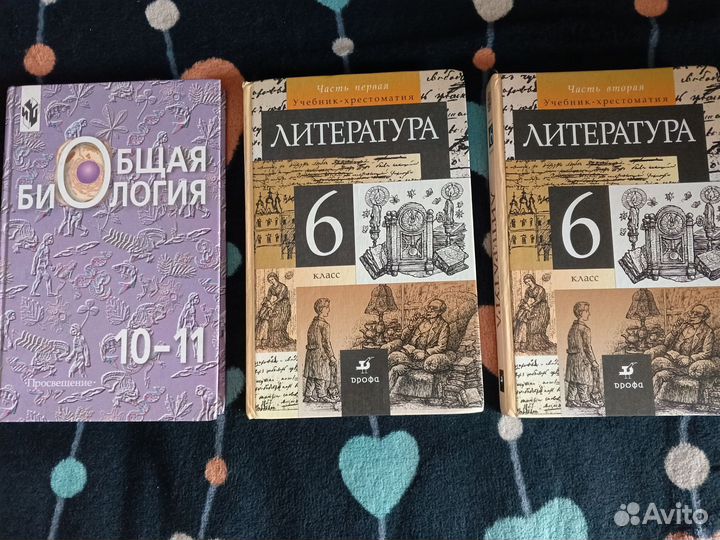 ОБЩАЯ
БИОЛОГИЯ
10-11
·Просвещение·
Часть первая
Учебник-хрестоматия
ЛИТЕРАТУРА
6
КЛАСС
дрофа
Часть вторая
Учебник-хрестоматия
ЛИТЕРАТУРА
6
КЛАСС
дрофа
Avito